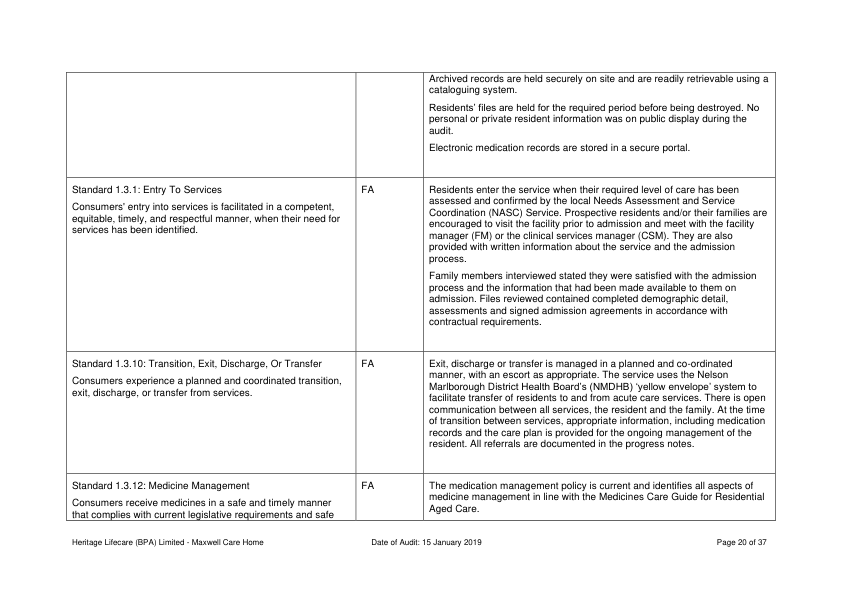 Archived records are held securely on site and are readily retrievable using a
cataloguing system.
Residents’ files are held for the required period before being destroyed. No
personal or private resident information was on public display during the
audit.
Electronic medication records are stored in a secure portal.
Standard 1.3.1: Entry To Services
Consumers’ entry into services is facilitated in a competent,
equitable, timely, and respectful manner, when their need for
services has been identified.
FA
Residents enter the service when their required level of care has been
assessed and confirmed by the local Needs Assessment and Service
Coordination (NASC) Service. Prospective residents and/or their families are
encouraged to visit the facility prior to admission and meet with the facility
manager (FM) or the clinical services manager (CSM). They are also
provided with written information about the service and the admission
process.
Family members interviewed stated they were satisfied with the admission
process and the information that had been made available to them on
admission. Files reviewed contained completed demographic detail,
assessments and signed admission agreements in accordance with
contractual requirements.
Standard 1.3.10: Transition, Exit, Discharge, Or Transfer
Consumers experience a planned and coordinated transition,
exit, discharge, or transfer from services.
FA
Exit, discharge or transfer is managed in a planned and co-ordinated
manner, with an escort as appropriate. The service uses the Nelson
Marlborough District Health Board’s (NMDHB) ‘yellow envelope’ system to
facilitate transfer of residents to and from acute care services. There is open
communication between all services, the resident and the family. At the time
of transition between services, appropriate information, including medication
records and the care plan is provided for the ongoing management of the
resident. All referrals are documented in the progress notes.
Standard 1.3.12: Medicine Management
Consumers receive medicines in a safe and timely manner
that complies with current legislative requirements and safe
FA
The medication management policy is current and identifies all aspects of
medicine management in line with the Medicines Care Guide for Residential
Aged Care.
Heritage Lifecare (BPA) Limited - Maxwell Care Home
Date of Audit: 15 January 2019
Page 20 of 37